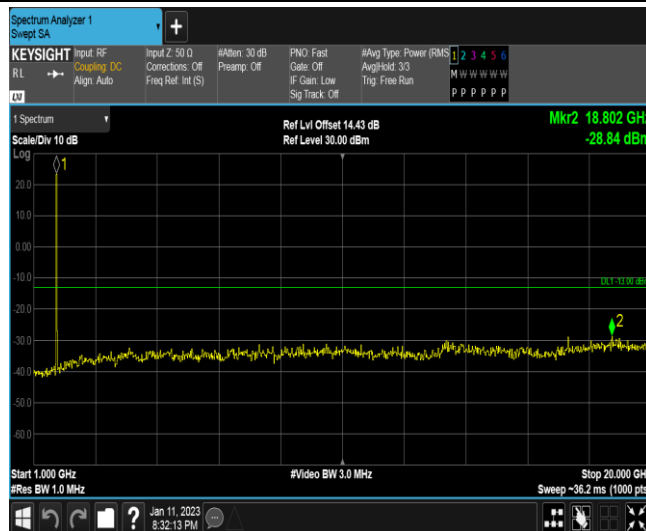 Spectrum Analyzer 1
Swept SA
+
KEYSIGHT Input: RF Input Z: 50 Ω #Atten: 30 dB PNO: Fast #Avg Type: Power (RMS 1 2 3 4 5 6
RL Coupling: DC Corrections: Off Preamp: Off Gate: Off Avg|Hold: 3/3 M W W W W W
Align: Auto Freq Ref: Int (S) IF Gain: Low Trig: Free Run
Sig Track: Off P P P P P P
LXI
1 Spectrum
Scale/Div 10 dB
Ref Lvl Offset 14.43 dB
Ref Level 30.00 dBm
Mkr2 18.802 GHz
-28.84 dBm
Log
1
20.0
10.0
0.00
-10.0
DL1 -13.00 dBm
-20.0
2
-30.0
-40.0
-50.0
-60.0
Start 1.000 GHz #Video BW 3.0 MHz Stop 20.000 GHz
#Res BW 1.0 MHz Sweep ~36.2 ms (1000 pts)
? Jan 11, 2023
8:32:13 PM